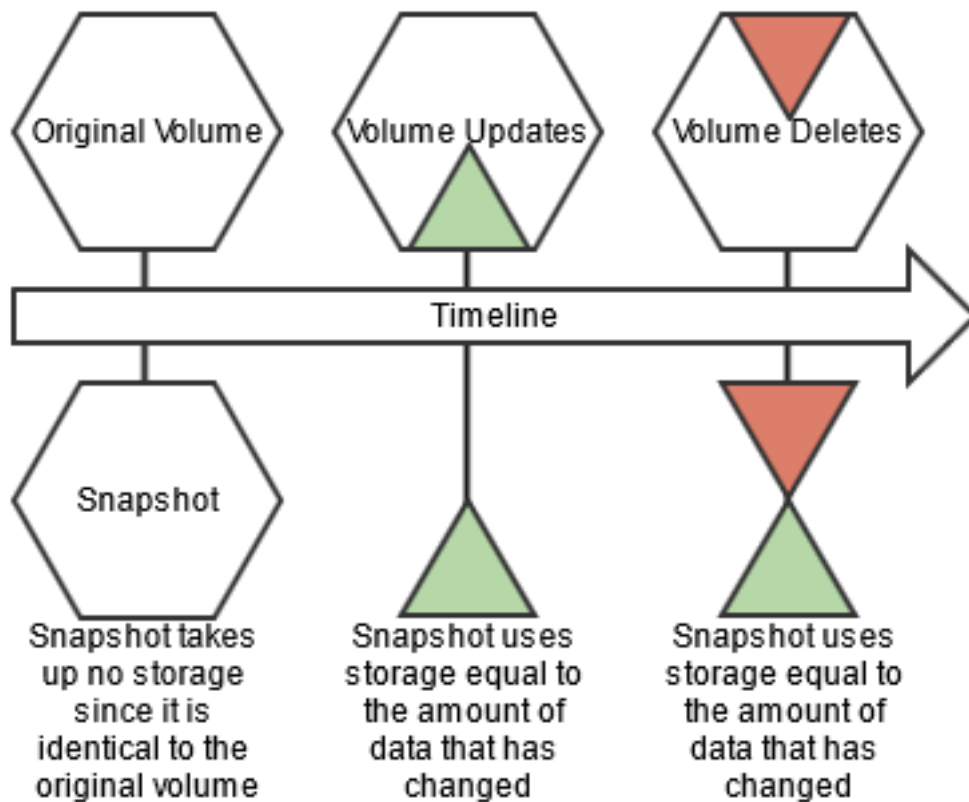 Original Volume
Volume Updates
Volume Deletes
Timeline
Snapshot
Snapshot takes
up no storage
since it is
identical to the
original volume
Snapshot uses
storage equal to
the amount of
data that has
changed
Snapshot uses
storage equal to
the amount of
data that has
changed